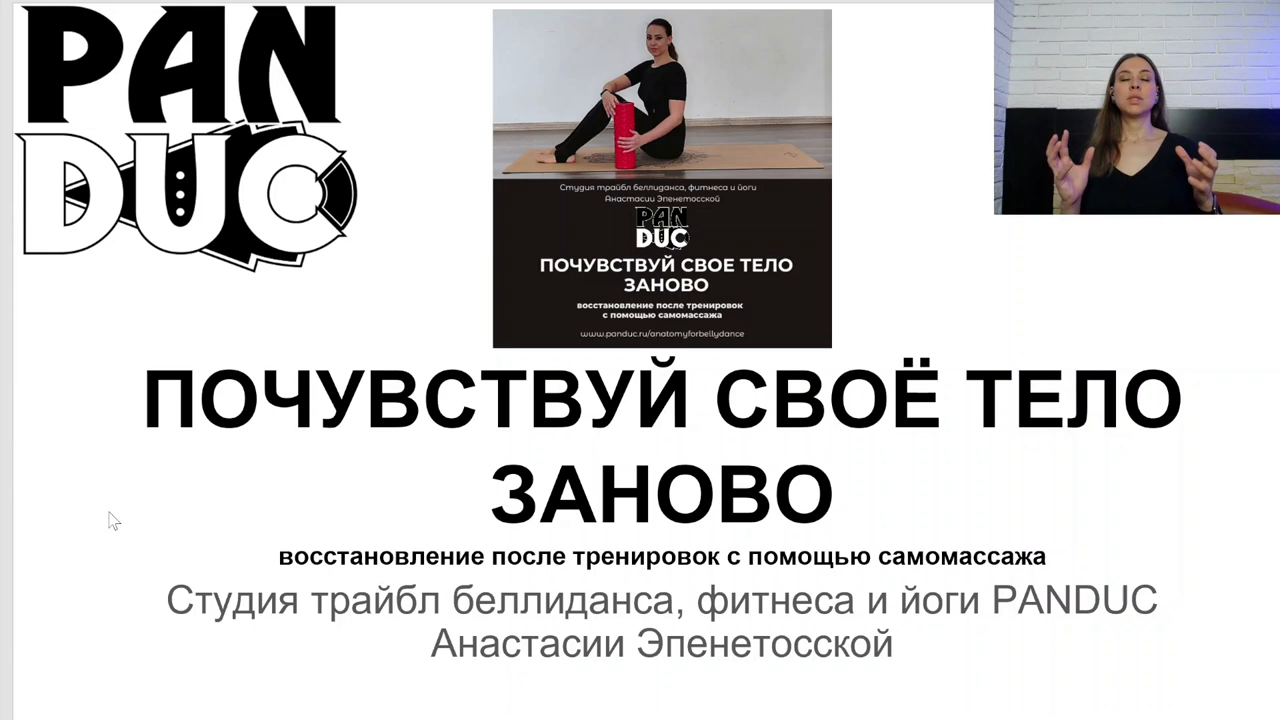 PAN
DUC
Студия трайбл беллиданса, фитнеса и йоги
Анастасии Эпенетосской
PAN
DUC
ПОЧУВСТВУЙ СВОЕ ТЕЛО
ЗАНОВО
восстановление после тренировок
с помощью самомассажа
www.panduc.ru/anatomyforbellydance
ПОЧУВСТВУЙ СВОЁ ТЕЛО
ЗАНОВО
восстановление после тренировок с помощью самомассажа
Студия трайбл беллиданса, фитнеса и йоги PANDUC
Анастасии Эпенетосской